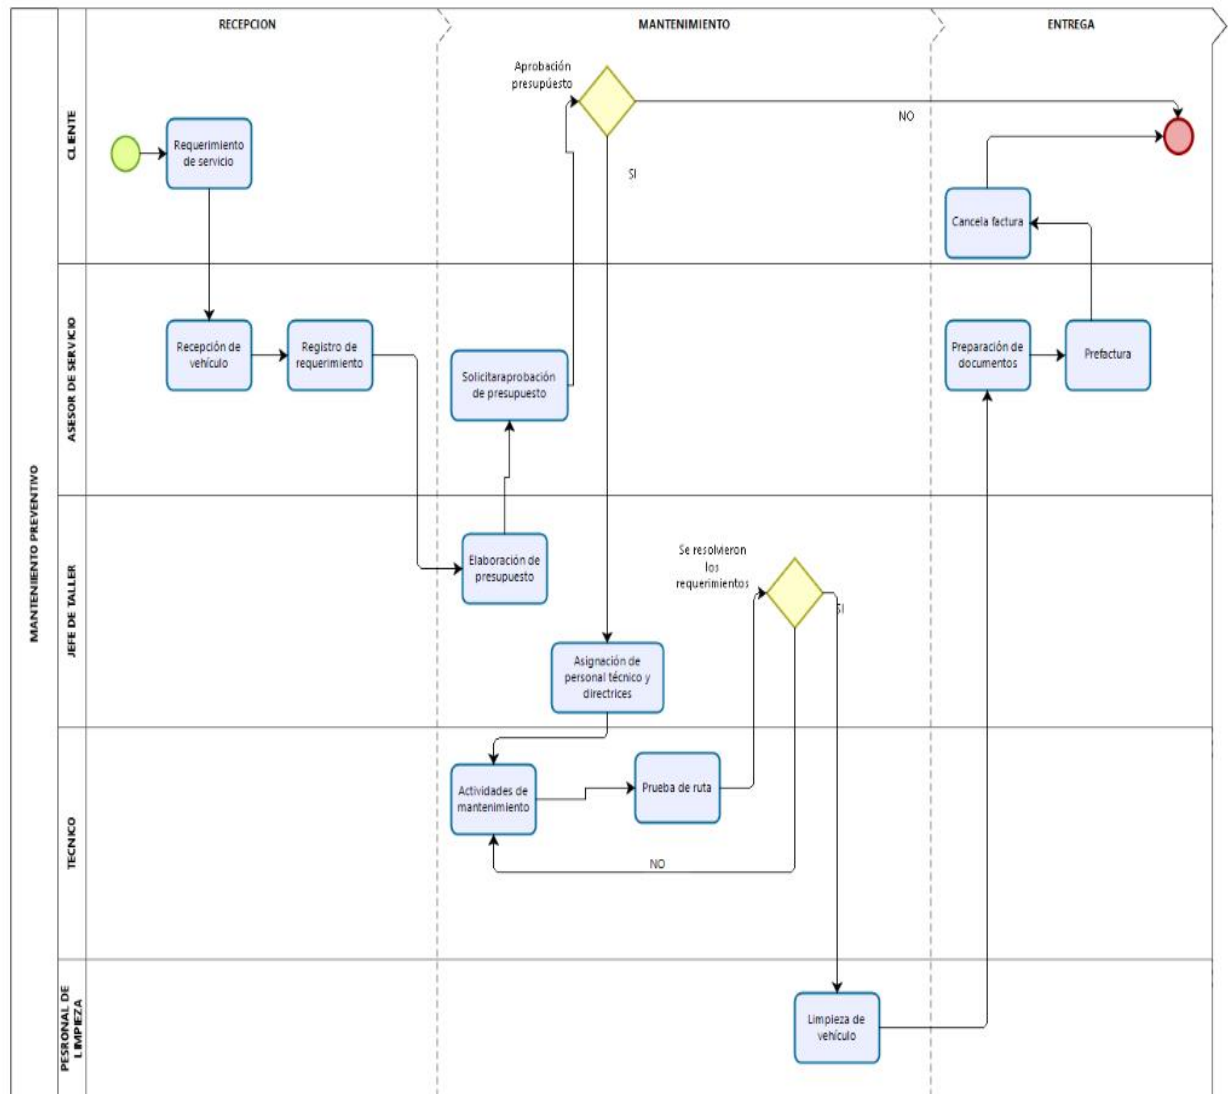 RECEPCION
MANTENIMIENTO
ENTREGA
MANTENIENTO PREVENTIVO
CLIENTE
Requerimiento
de servicio
Aprobación
presupúesto
NO
SI
Cancela factura
ASESOR DE SERVICIO
Recepción de
vehículo
Registro de
requerimiento
Solicitaraprobación
de presupuesto
Preparación de
documentos
Prefactura
JEFE DE TALLER
Elaboración de
presupuesto
Se resolvieron
los
requerimientos
SI
Asignación de
personal técnico y
directrices
TECNICO
Actividades de
mantenimiento
Prueba de ruta
NO
PESRONAL DE
LIMPIEZA
Limpieza de
vehículo